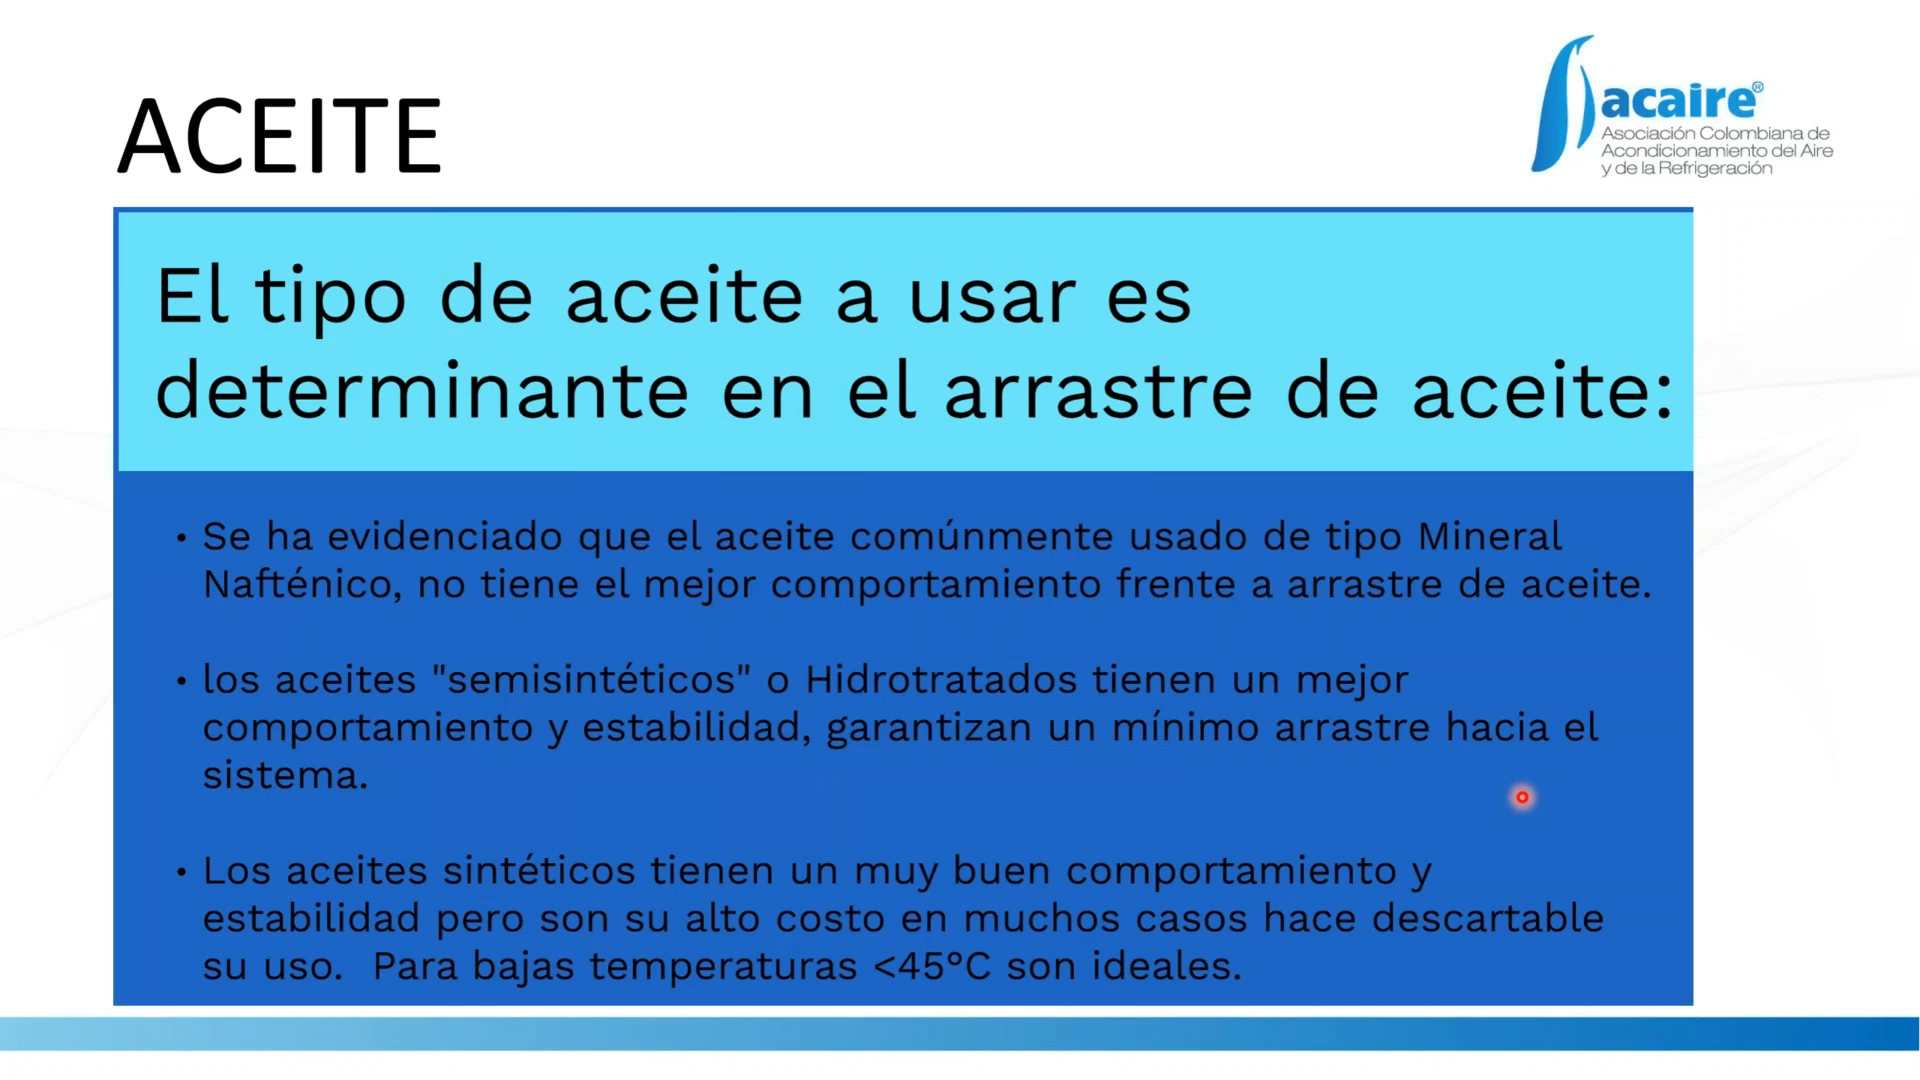 acaire®
Asociación Colombiana de
Acondicionamiento del Aire
y de la Refrigeración
ACEITE
El tipo de aceite a usar es
determinante en el arrastre de aceite:
• Se ha evidenciado que el aceite comúnmente usado de tipo Mineral
Nafténico, no tiene el mejor comportamiento frente a arrastre de aceite.
• los aceites "semisintéticos" o Hidrotratados tienen un mejor
comportamiento y estabilidad, garantizan un mínimo arrastre hacia el
sistema.
• Los aceites sintéticos tienen un muy buen comportamiento y
estabilidad pero son su alto costo en muchos casos hace descartable
su uso.  Para bajas temperaturas <45°C son ideales.